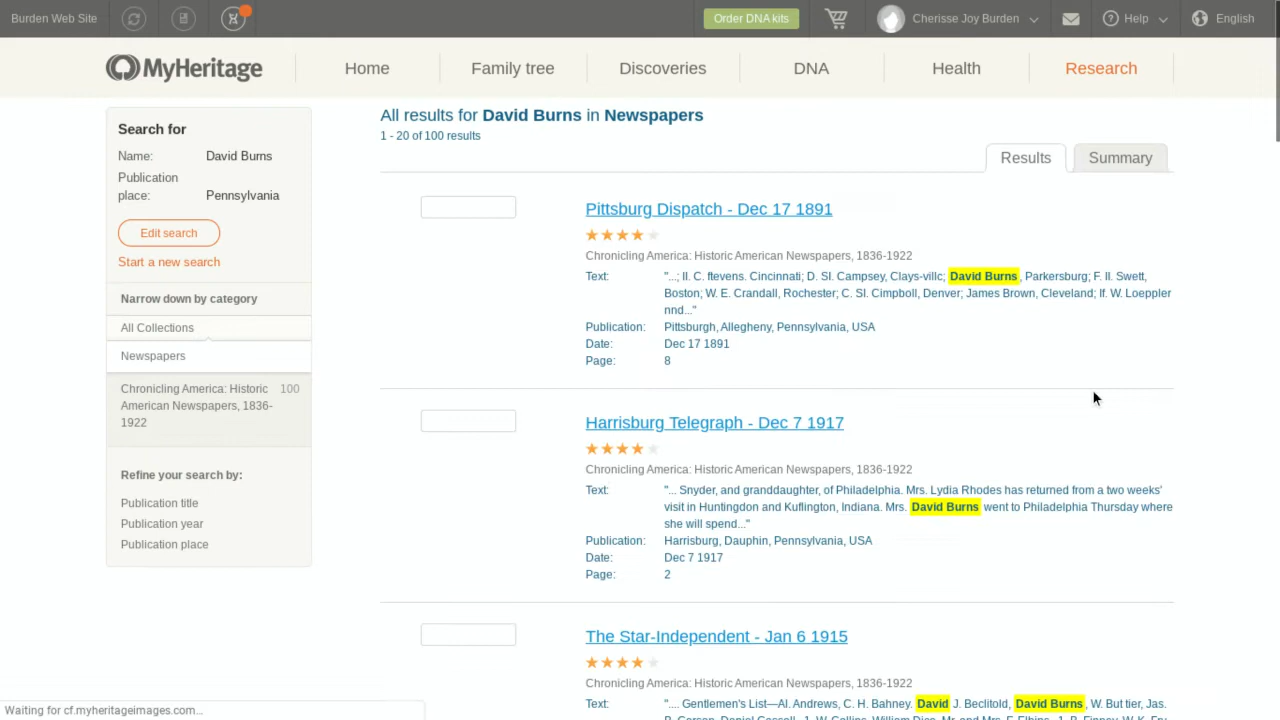 Burden Web Site
Order DNA kits
Cherisse Joy Burden
Help
English
MyHeritage
Home
Family tree
Discoveries
DNA
Health
Research
Search for
Name: David Burns
Publication place: Pennsylvania
Edit search
Start a new search
Narrow down by category
All Collections
Newspapers
Chronicling America: Historic 100
American Newspapers, 1836-
1922
Refine your search by:
Publication title
Publication year
Publication place
All results for David Burns in Newspapers
1 - 20 of 100 results
Results
Summary
Pittsburg Dispatch - Dec 17 1891
Chronicling America: Historic American Newspapers, 1836-1922
Text: "...; Il. C. ftevens. Cincinnati; D. SI. Campsey, Clays-villc; David Burns, Parkersburg; F. Il. Swett,
Boston; W. E. Crandall, Rochester; C. SI. Cimpboll, Denver; James Brown, Cleveland; If. W. Loeppler
nnd..."
Publication: Pittsburgh, Allegheny, Pennsylvania, USA
Date: Dec 17 1891
Page: 8
Harrisburg Telegraph - Dec 7 1917
Chronicling America: Historic American Newspapers, 1836-1922
Text: "... Snyder, and granddaughter, of Philadelphia. Mrs. Lydia Rhodes has returned from a two weeks'
visit in Huntingdon and Kuflington, Indiana. Mrs. David Burns went to Philadelphia Thursday where
she will spend..."
Publication: Harrisburg, Dauphin, Pennsylvania, USA
Date: Dec 7 1917
Page: 2
The Star-Independent - Jan 6 1915
Chronicling America: Historic American Newspapers, 1836-1922
Text: ".... Gentlemen's List—Al. Andrews, C. H. Bahney. David J. Beclitold, David Burns, W. But tier, Jas.
Waiting for cf.myheritageimages.com...